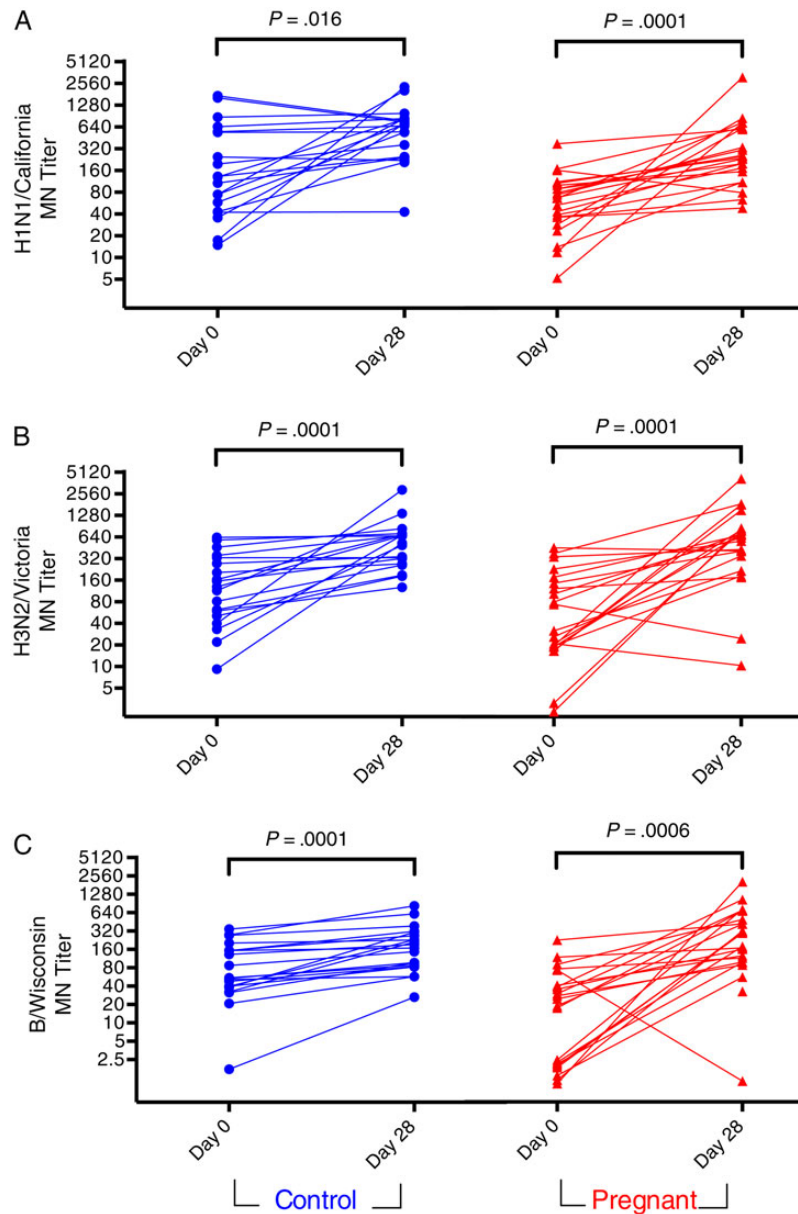 A
P = .016
P = .0001
5120
2560
1280
640
320
160
80
40
20
10
5
H1N1/California
MN Titer
Day 0
Day 28
Day 0
Day 28
B
P = .0001
P = .0001
5120
2560
1280
640
320
160
80
40
20
10
5
H3N2/Victoria
MN Titer
Day 0
Day 28
Day 0
Day 28
C
P = .0001
P = .0006
5120
2560
1280
640
320
160
80
40
20
10
5
2.5
B/Wisconsin
MN Titer
Day 0
Day 28
Day 0
Day 28
Control
Pregnant